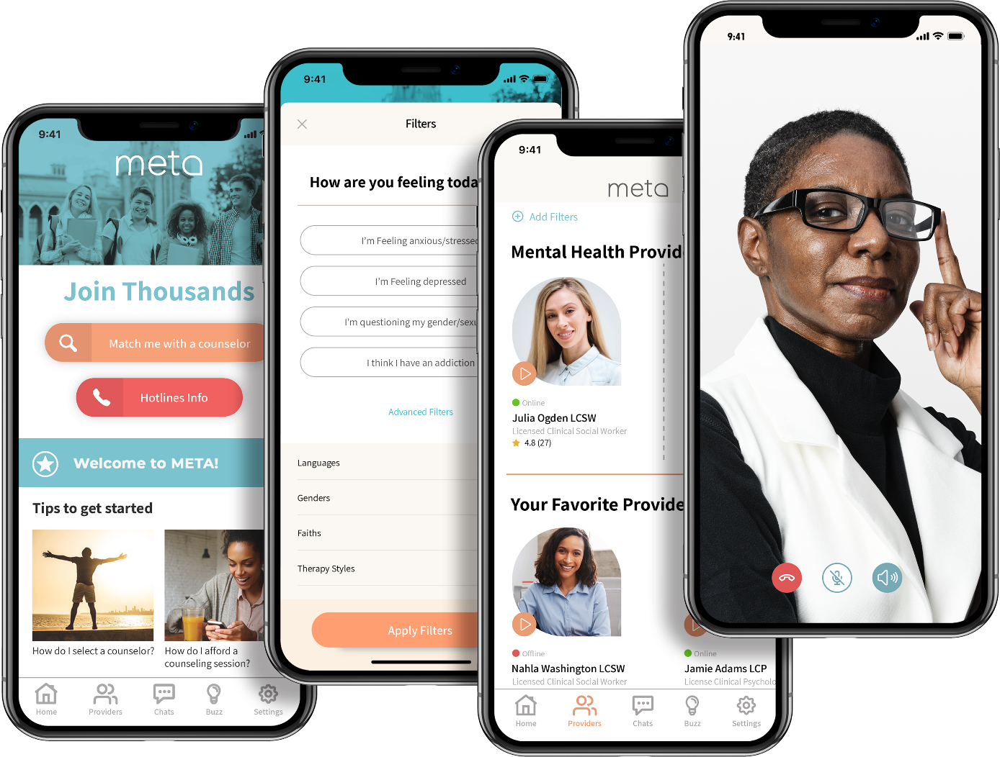 9:41
meta
Join Thousands
Match me with a counselor
Hotlines Info
Welcome to META!
Tips to get started
How do I select a counselor?
How do I afford a
counseling session?
Home
Providers
Chats
Buzz
Settings
9:41
Filters
How are you feeling toda
I'm Feeling anxious/stressed
I'm Feeling depressed
I'm questioning my gender/sexu
I think I have an addiction
Advanced Filters
Languages
Genders
Faiths
Therapy Styles
Apply Filters
9:41
meta
Add Filters
Mental Health Provid
Online
Julia Ogden LCSW
Licensed Clinical Social Worker
4.8 (27)
Your Favorite Provide
Offline
Nahla Washington LCSW
Licensed Clinical Social Worker
Online
Jamie Adams LCP
License Clinical Psycholo
Home
Providers
Chats
Buzz
Settings
9:41